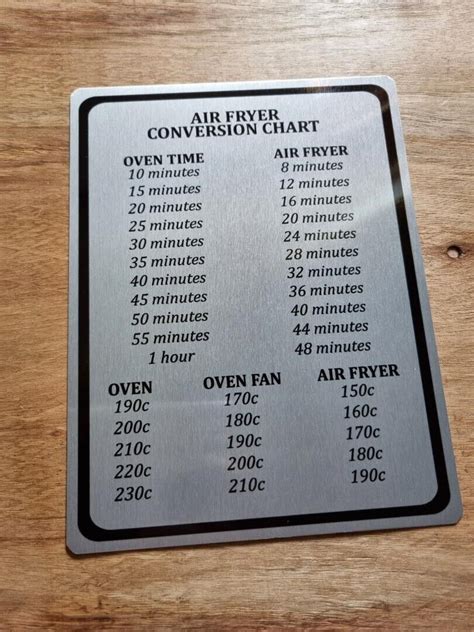 AIR FRYER
CONVERSION CHART
OVEN TIME AIR FRYER
10 minutes 8 minutes
15 minutes 12 minutes
20 minutes 16 minutes
25 minutes 20 minutes
30 minutes 24 minutes
35 minutes 28 minutes
40 minutes 32 minutes
45 minutes 36 minutes
50 minutes 40 minutes
55 minutes 44 minutes
1 hour 48 minutes
OVEN OVEN FAN AIR FRYER
190c 170c 150c
200c 180c 160c
210c 190c 170c
220c 200c 180c
230c 210c 190c